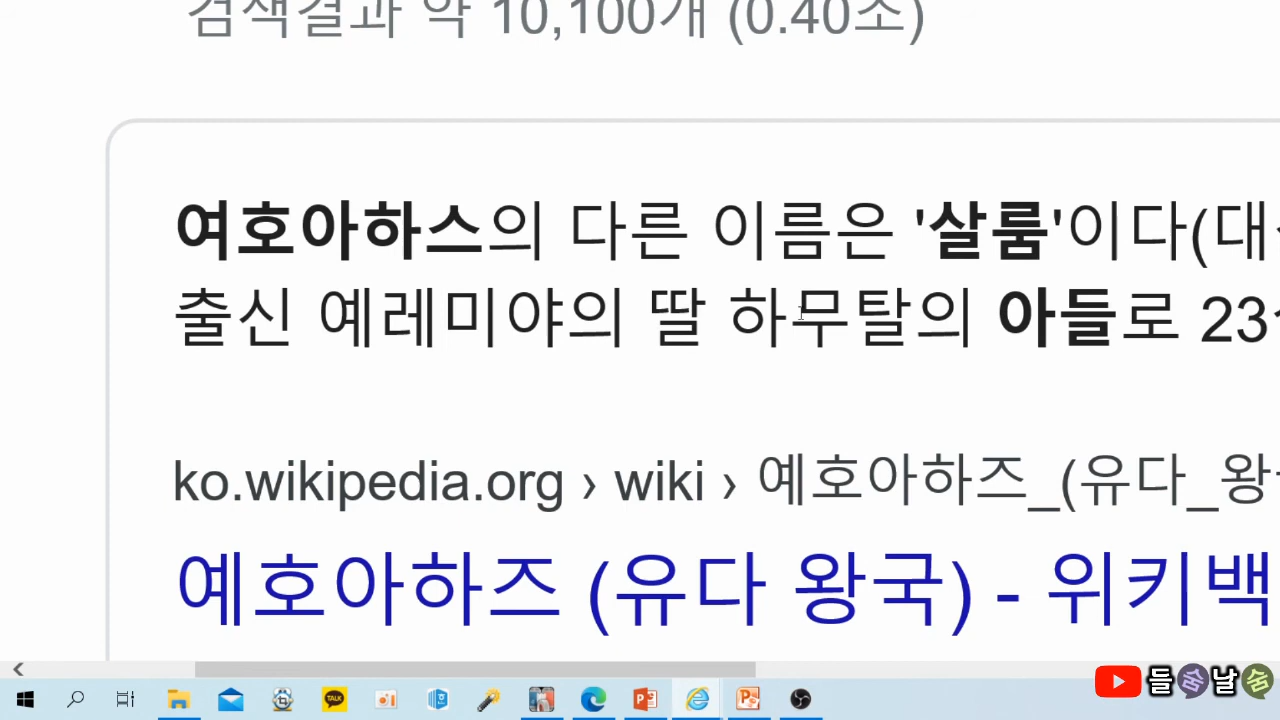 검색결과 약 10,100개 (0.40초)
여호아하스의 다른 이름은 '살룸'이다(대
출신 예레미야의 딸 하무탈의 아들로 23
ko.wikipedia.org › wiki › 예호아하즈_(유다_왕
예호아하즈 (유다 왕국) - 위키백
TALK
들숨날숨